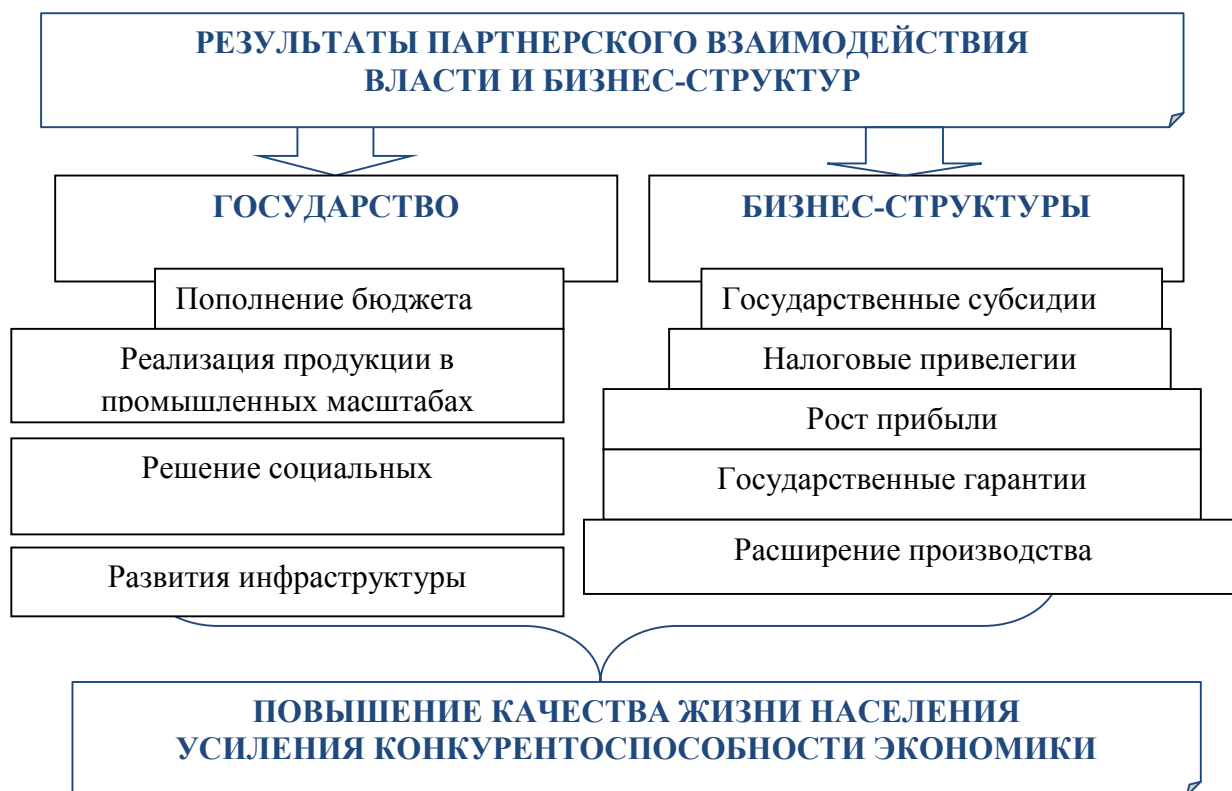 РЕЗУЛЬТАТЫ ПАРТНЕРСКОГО ВЗАИМОДЕЙСТВИЯ
ВЛАСТИ И БИЗНЕС-СТРУКТУР
ГОСУДАРСТВО
Пополнение бюджета
Реализация продукции в
промышленных масштабах
Решение социальных
Развития инфраструктуры
БИЗНЕС-СТРУКТУРЫ
Государственные субсидии
Налоговые привелегии
Рост прибыли
Государственные гарантии
Расширение производства
ПОВЫШЕНИЕ КАЧЕСТВА ЖИЗНИ НАСЕЛЕНИЯ
УСИЛЕНИЯ КОНКУРЕНТОСПОСОБНОСТИ ЭКОНОМИКИ